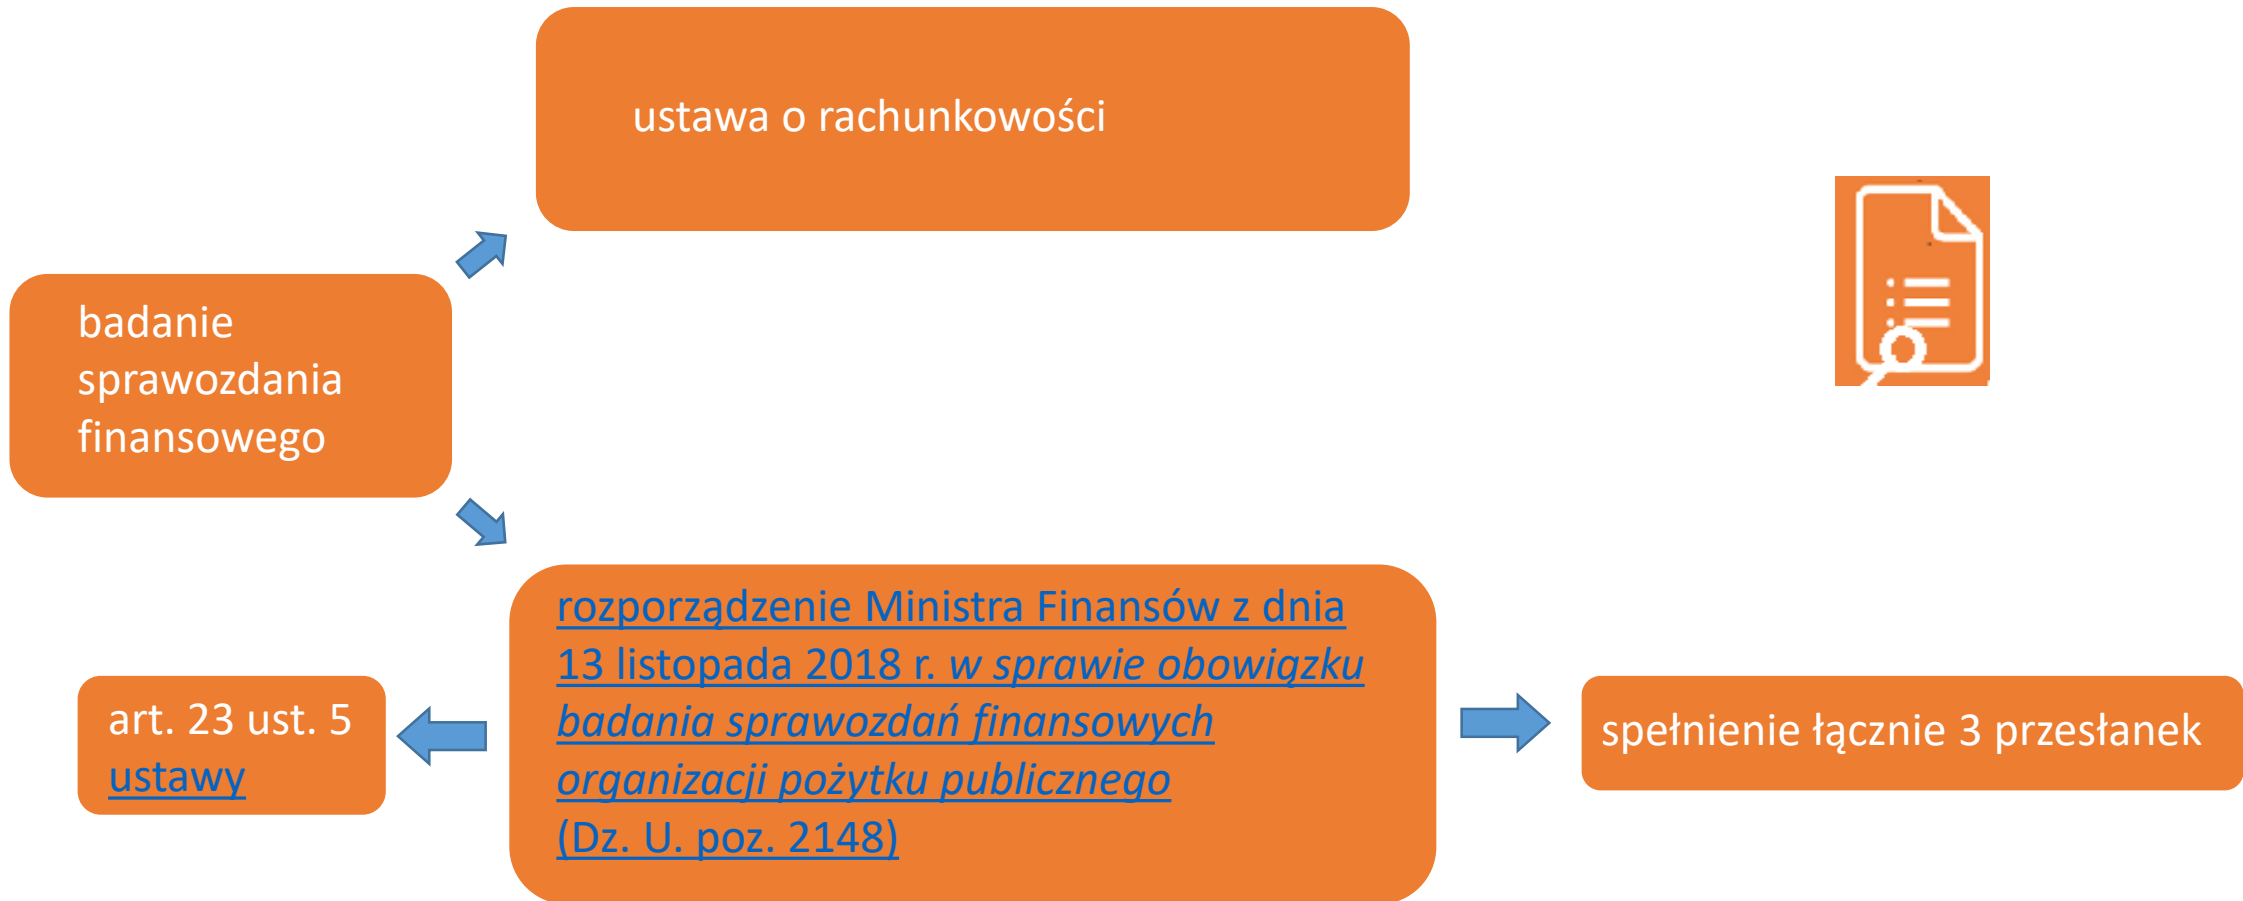 ustawa o rachunkowości
badanie
sprawozdania
finansowego
rozporządzenie Ministra Finansów z dnia
13 listopada 2018 r. w sprawie obowiązku
badania sprawozdań finansowych
organizacji pożytku publicznego
(Dz. U. poz. 2148)
art. 23 ust. 5
ustawy
spełnienie łącznie 3 przesłanek